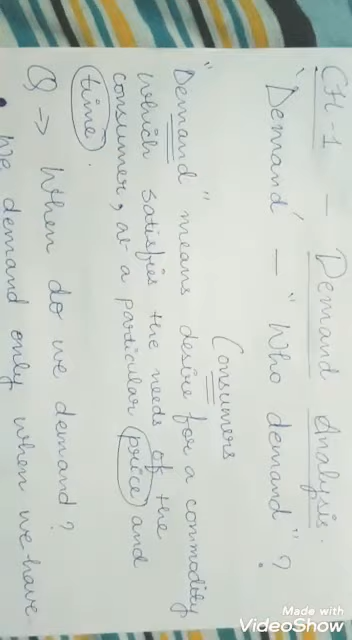 CH-1 - Demand Analysis.
'Demand' - "Who demand"?
Consumers
"Demand" means desire for a commodity
which satisfies the needs of the
consumer, at a particular price and
time.
Q → When do we demand?
• We demand only when we have
Made with
VideoShow